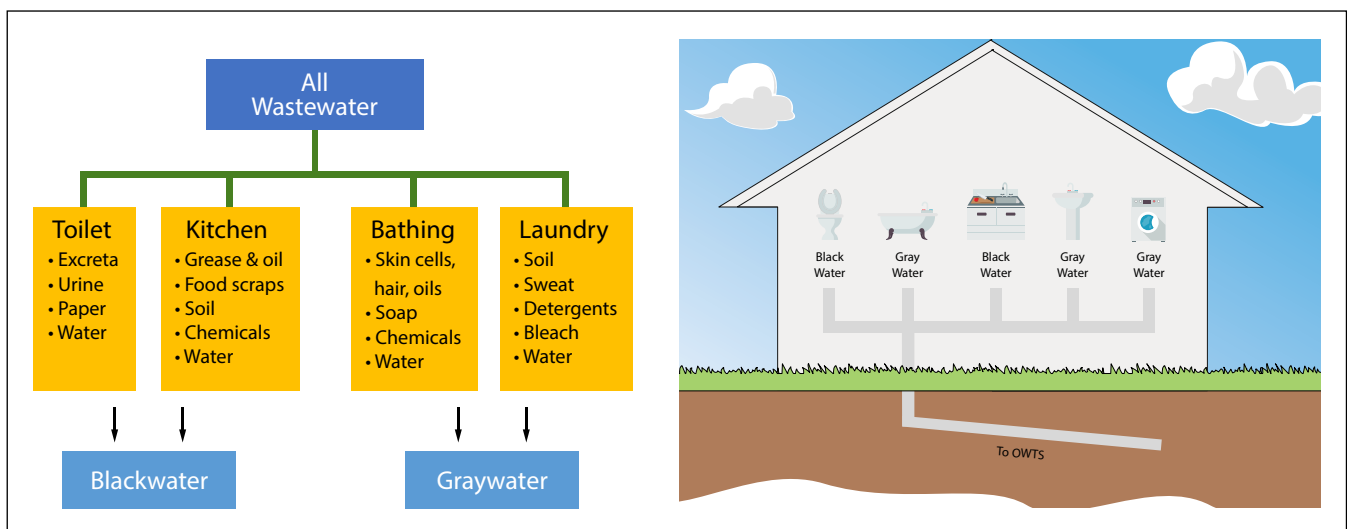 All
Wastewater
Toilet
• Excreta
• Urine
• Paper
• Water
Kitchen
• Grease & oil
• Food scraps
• Soil
• Chemicals
• Water
Bathing
• Skin cells,
hair, oils
• Soap
• Chemicals
• Water
Laundry
• Soil
• Sweat
• Detergents
• Bleach
• Water
Blackwater
Graywater
Black
Water
Gray
Water
Black
Water
Gray
Water
Gray
Water
To OWTS